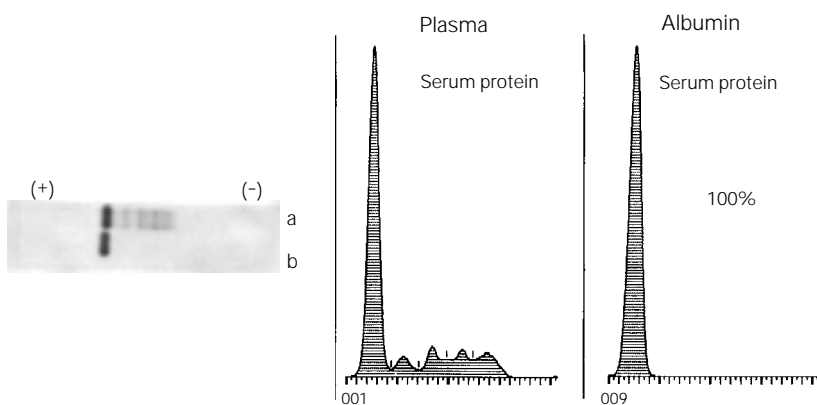 Plasma
Albumin
Serum protein
Serum protein
100%
(+)
(-)
a
b
001
009